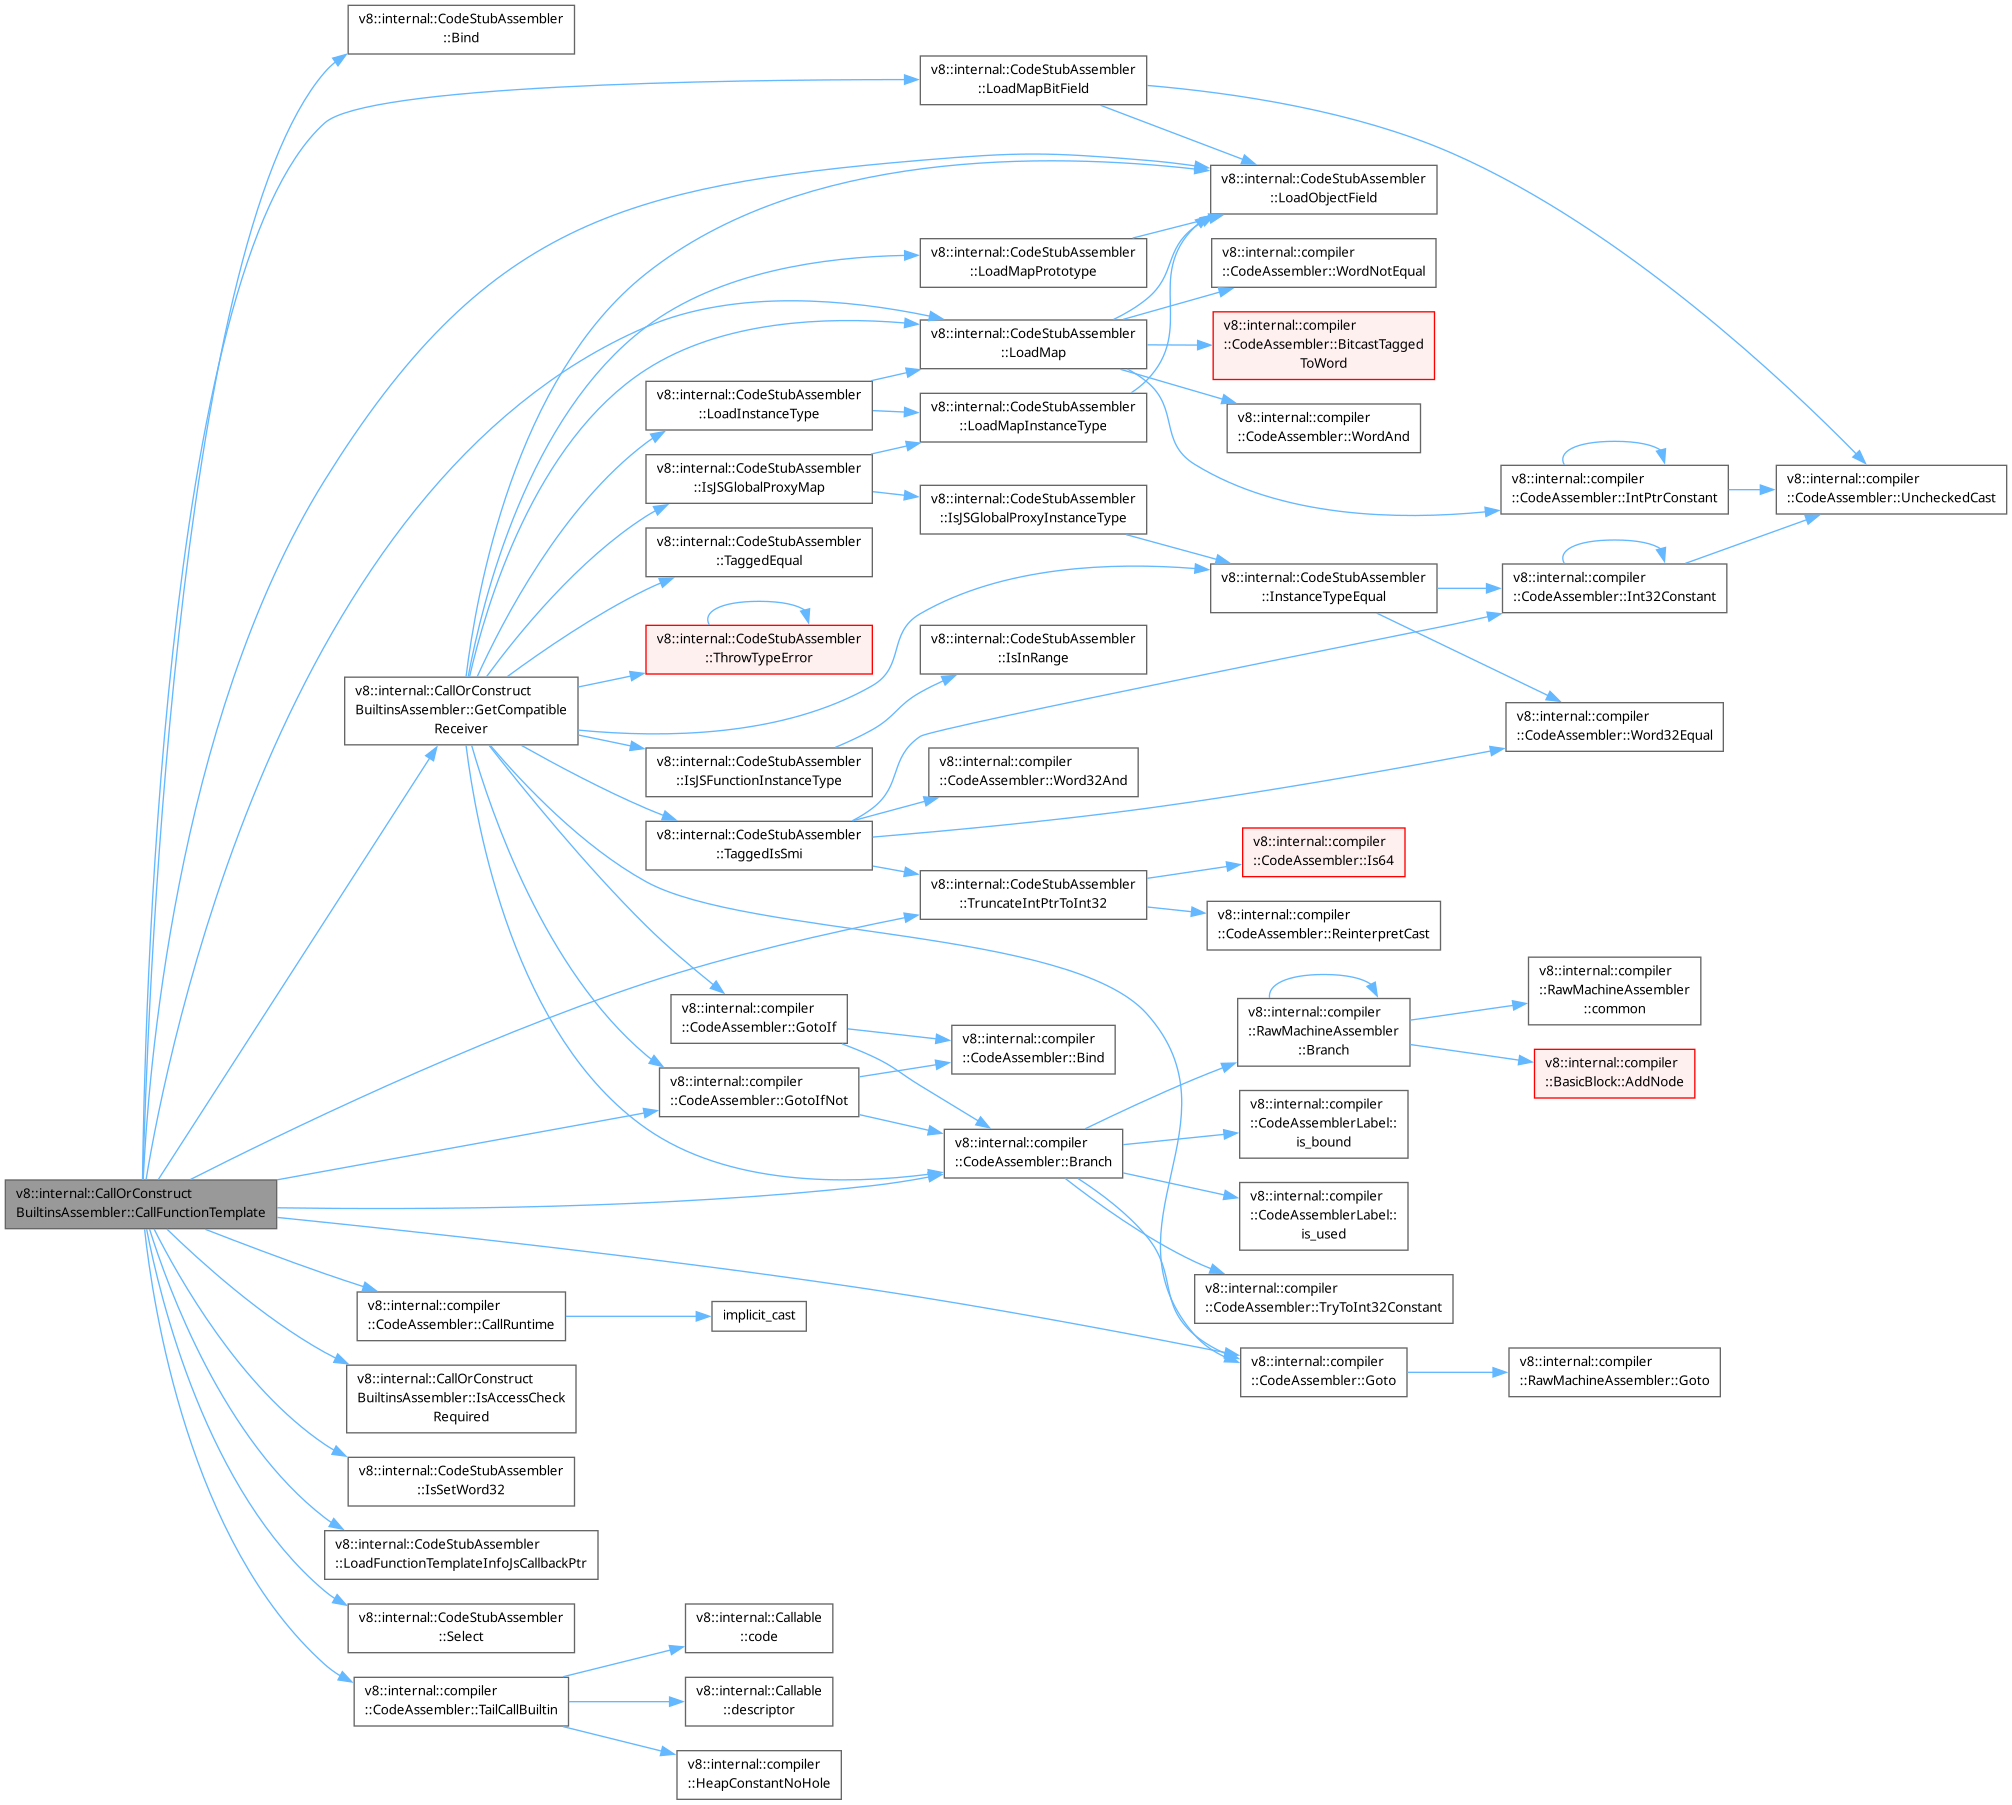 v8::internal::CodeStubAssembler
::Bind
v8::internal::CodeStubAssembler
::LoadMapBitField
v8::internal::CodeStubAssembler
::LoadObjectField
v8::internal::CodeStubAssembler
::LoadMapPrototype
v8::internal::compiler
::CodeAssembler::WordNotEqual
v8::internal::CodeStubAssembler
::LoadMap
v8::internal::compiler
::CodeAssembler::BitcastTagged
ToWord
v8::internal::CodeStubAssembler
::LoadInstanceType
v8::internal::CodeStubAssembler
::LoadMapInstanceType
v8::internal::compiler
::CodeAssembler::WordAnd
v8::internal::CodeStubAssembler
::IsJSGlobalProxyMap
v8::internal::compiler
::CodeAssembler::IntPtrConstant
v8::internal::compiler
::CodeAssembler::UncheckedCast
v8::internal::CodeStubAssembler
::IsJSGlobalProxyInstanceType
v8::internal::CodeStubAssembler
::TaggedEqual
v8::internal::CodeStubAssembler
::InstanceTypeEqual
v8::internal::compiler
::CodeAssembler::Int32Constant
v8::internal::CodeStubAssembler
::ThrowTypeError
v8::internal::CodeStubAssembler
::IsInRange
v8::internal::CallOrConstruct
BuiltinsAssembler::GetCompatible
Receiver
v8::internal::compiler
::CodeAssembler::Word32Equal
v8::internal::CodeStubAssembler
::IsJSFunctionInstanceType
v8::internal::compiler
::CodeAssembler::Word32And
v8::internal::CodeStubAssembler
::TaggedIsSmi
v8::internal::compiler
::CodeAssembler::Is64
v8::internal::CodeStubAssembler
::TruncateIntPtrToInt32
v8::internal::compiler
::CodeAssembler::ReinterpretCast
v8::internal::compiler
::RawMachineAssembler
::common
v8::internal::compiler
::CodeAssembler::GotoIf
v8::internal::compiler
::RawMachineAssembler
::Branch
v8::internal::compiler
::CodeAssembler::Bind
v8::internal::compiler
::BasicBlock::AddNode
v8::internal::compiler
::CodeAssembler::GotoIfNot
v8::internal::compiler
::CodeAssemblerLabel::
is_bound
v8::internal::compiler
::CodeAssembler::Branch
v8::internal::CallOrConstruct
BuiltinsAssembler::CallFunctionTemplate
v8::internal::compiler
::CodeAssemblerLabel::
is_used
v8::internal::compiler
::CodeAssembler::TryToInt32Constant
v8::internal::compiler
::CodeAssembler::CallRuntime
implicit_cast
v8::internal::compiler
::CodeAssembler::Goto
v8::internal::compiler
::RawMachineAssembler::Goto
v8::internal::CallOrConstruct
BuiltinsAssembler::IsAccessCheck
Required
v8::internal::CodeStubAssembler
::IsSetWord32
v8::internal::CodeStubAssembler
::LoadFunctionTemplateInfoJsCallbackPtr
v8::internal::CodeStubAssembler
::Select
v8::internal::Callable
::code
v8::internal::compiler
::CodeAssembler::TailCallBuiltin
v8::internal::Callable
::descriptor
v8::internal::compiler
::HeapConstantNoHole